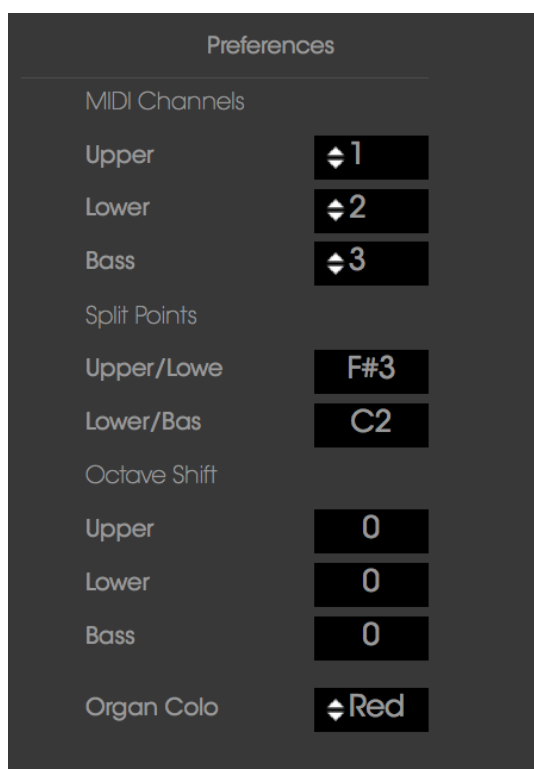 Preferences
MIDI Channels
Upper 1
Lower 2
Bass 3
Split Points
Upper/Lowe F#3
Lower/Bas C2
Octave Shift
Upper 0
Lower 0
Bass 0
Organ Colo Red